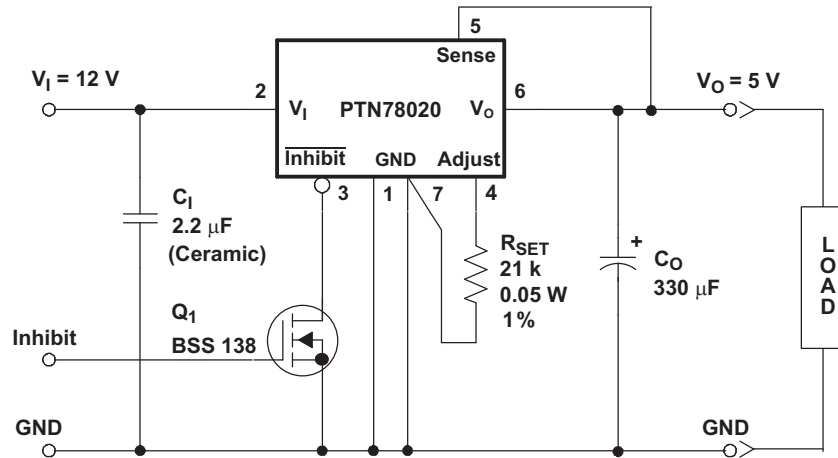 5
Sense
V_I = 12 V
2
V_I
PTN78020
V_O
6
V_O = 5 V
Inhibit
GND
Adjust
3
1
7
4
C_I
2.2 μF
(Ceramic)
R_SET
21 k
0.05 W
1%
+
C_O
330 μF
LOAD
Q_1
BSS 138
Inhibit
GND
GND